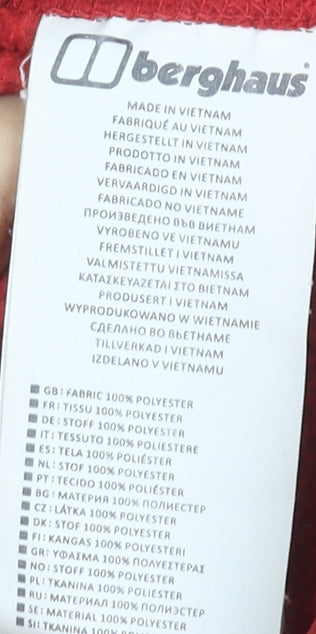 berghaus
MADE IN VIETNAM
FABRIQUÉ AU VIETNAM
HERGESTELLT IN VIETNAM
PRODOTTO IN VIETNAM
FABRICADO EN VIETNAM
VERVAARDIGD IN VIETNAM
FABRICADO NO VIETNAME
ПРОИЗВЕДЕНО ВЪВ ВИЕТНАМ
VYROBENO VE VIETNAMU
FREMSTILLET I VIETNAM
VALMISTETTU VIETNAMISSA
ΚΑΤΑΣΚΕΥΑΖΕΤΑΙ ΣΤΟ ΒΙΕΤΝΑΜ
PRODUSERT I VIETNAM
WYPRODUKOWANO W WIETNAMIE
СДЕЛАНО ВО ВЬЕТНАМЕ
TILLVERKAD I VIETNAM
IZDELANO V VIETNAMU
GB: FABRIC 100% POLYESTER
FR: TISSU 100% POLYESTER
DE: STOFF 100% POLYESTER
IT: TESSUTO 100% POLIESTERE
ES: TELA 100% POLIÉSTER
NL: STOF 100% POLYESTER
PT: TECIDO 100% POLIÉSTER
BG: МАТЕРИЯ 100% ПОЛИЕСТЕР
CZ: LÁTKA 100% POLYESTER
DK: STOF 100% POLYESTER
FI: KANGAS 100% POLYESTERI
GR: ΥΦΑΣΜΑ 100% ΠΟΛΥΕΣΤΕΡΑΣ
NO: STOFF 100% POLYESTER
PL: TKANINA 100% POLIESTER
RU: МАТЕРИАЛ 100% ПОЛИЭСТЕР
SE: MATERIAL 100% POLYESTER
SI: TKANINA 100% POLIESTER